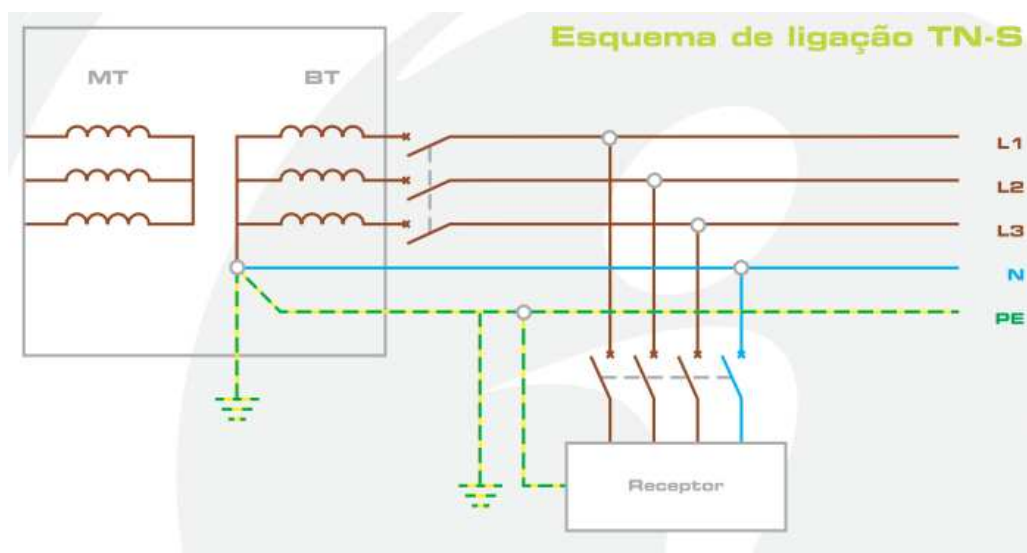 Esquema de ligação TN-S
MT
BT
L1
L2
L3
N
PE
Receptor